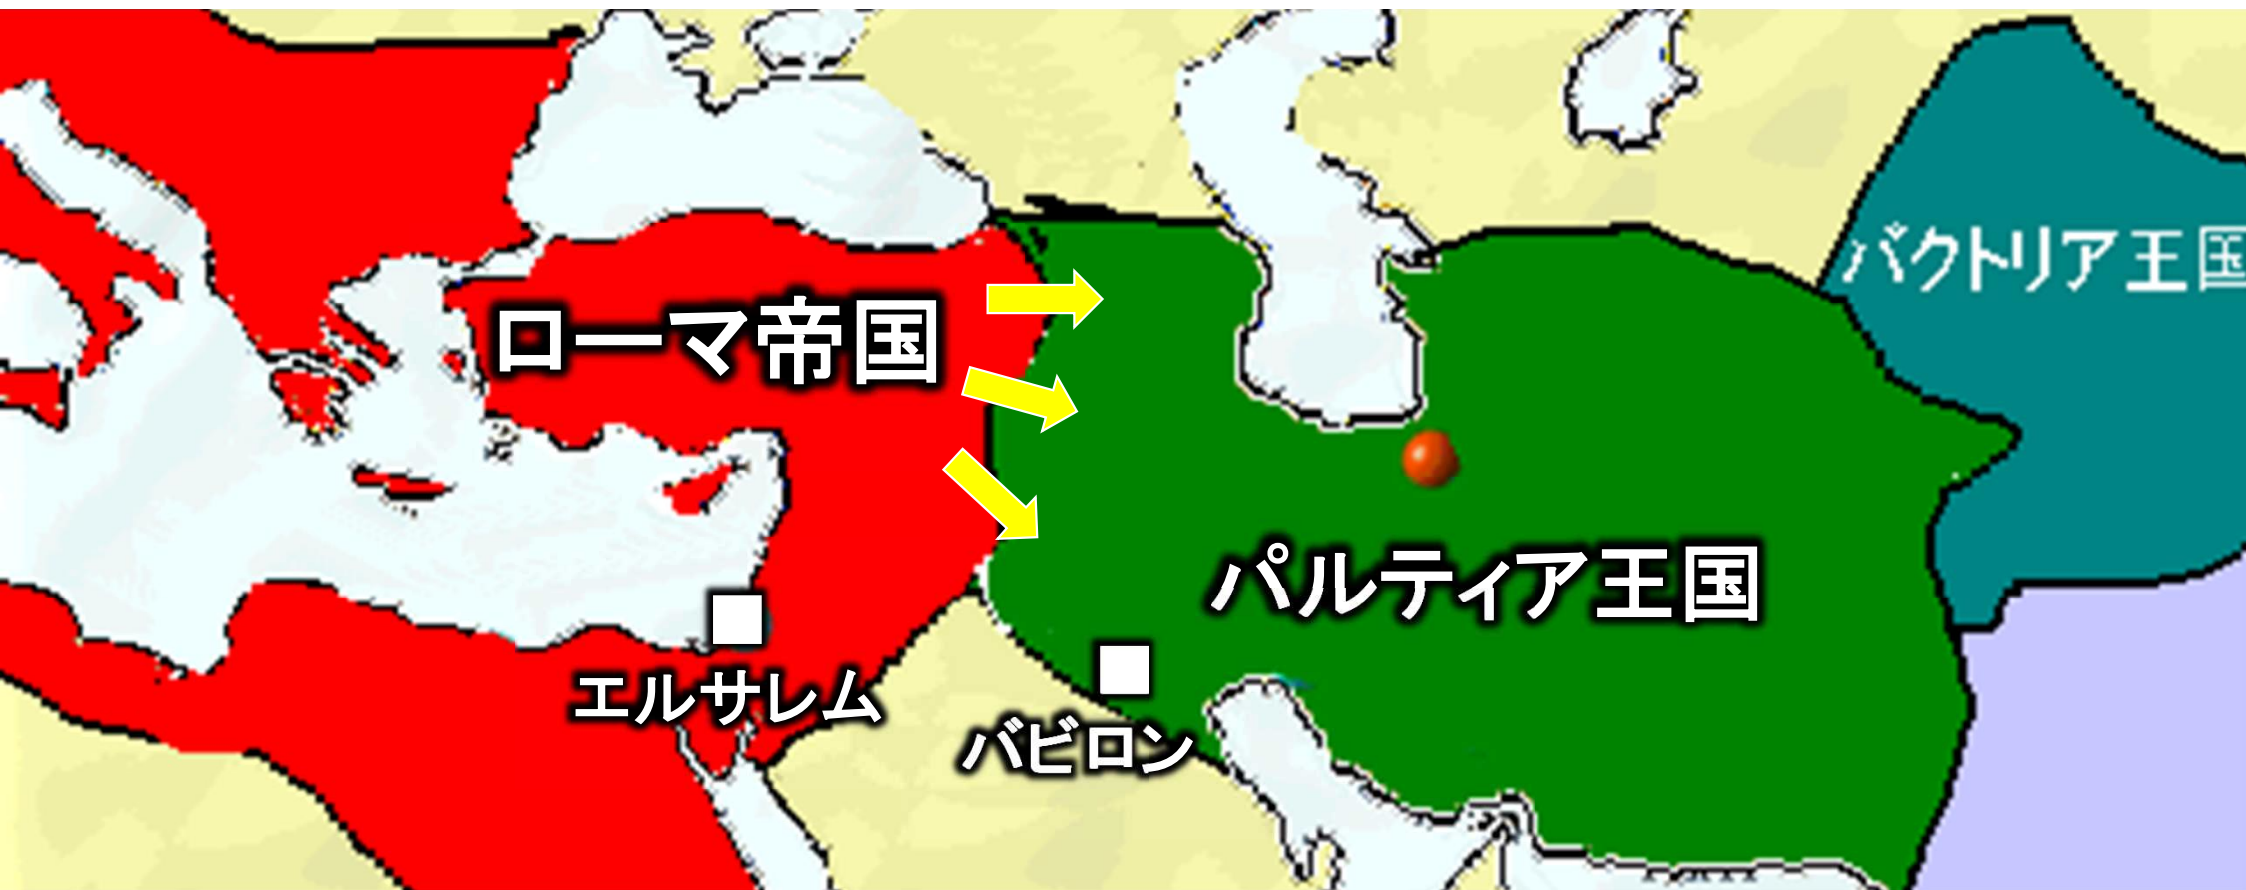 バクトリア王国
ローマ帝国
パルティア王国
エルサレム
バビロン